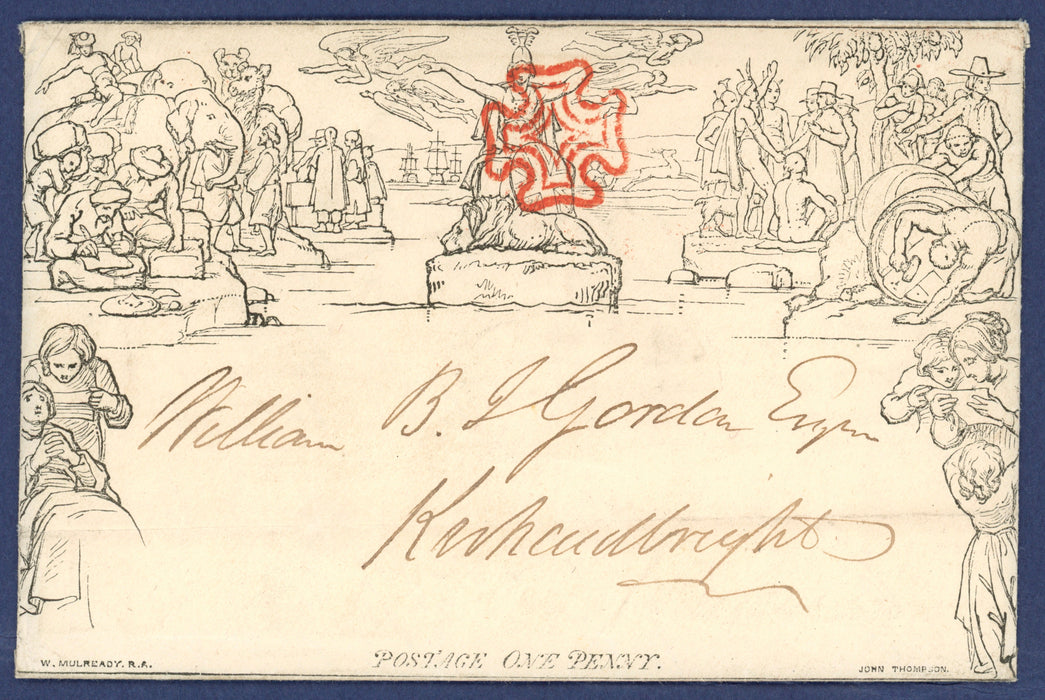 William B. J Gordon Esqr
Kirkcudbright
W. MULREADY. R.A.
POSTAGE ONE PENNY.
JOHN THOMPSON.